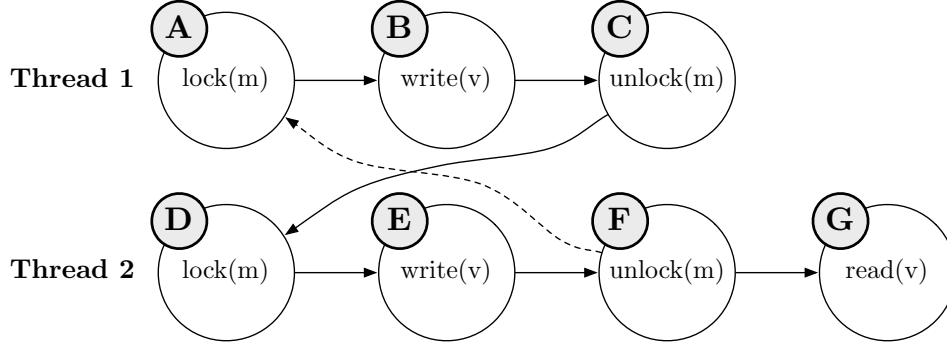 A B C
Thread 1 lock(m) write(v) unlock(m)
D E F G
Thread 2 lock(m) write(v) unlock(m) read(v)